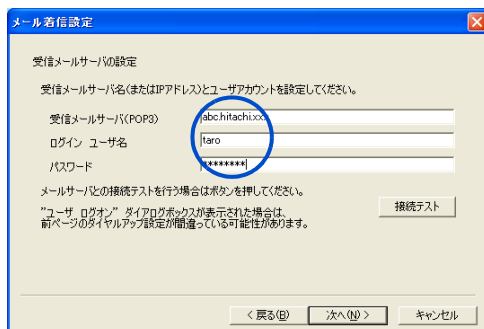 メール着信設定
受信メールサーバの設定
受信メールサーバ名(またはIPアドレス)とユーザアカウントを設定してください。
受信メールサーバ(POP3)
abc.hitachi.xx
ログイン ユーザ名
taro
パスワード
********
メールサーバとの接続テストを行う場合はボタンを押してください。
"ユーザ ログオン" ダイアログボックスが表示された場合は、
前ページのダイヤルアップ設定が間違っている可能性があります。
接続テスト
< 戻る(B)
次へ(N) >
キャンセル